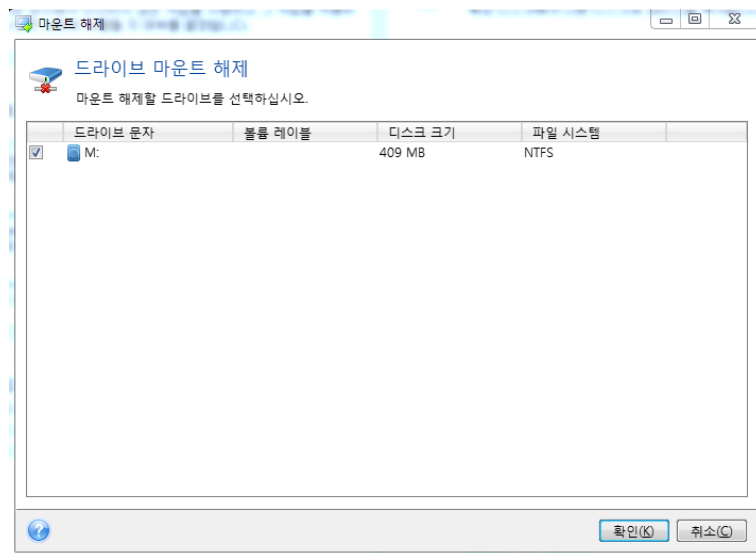 마운트 해제
드라이브 마운트 해제
마운트 해제할 드라이브를 선택하십시오.
드라이브 문자 볼륨 레이블 디스크 크기 파일 시스템
M: 409 MB NTFS
확인(K) 취소(C)